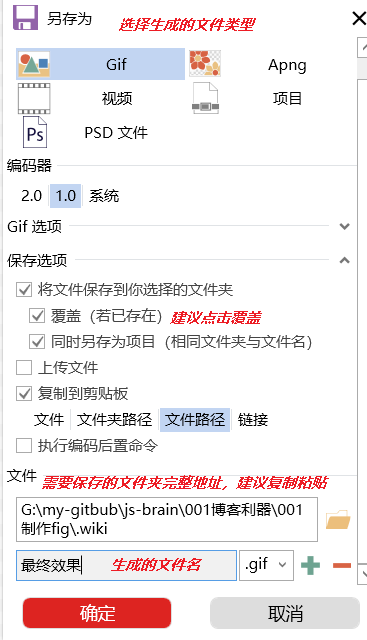 另存为
选择生成的文件类型
Gif
Apng
视频
项目
Ps
PSD 文件
编码器
2.0 1.0 系统
Gif 选项
保存选项
将文件保存到你选择的文件夹
覆盖（若已存在） 建议点击覆盖
同时另存为项目（相同文件夹与文件名）
上传文件
复制到剪贴板
文件 文件夹路径 文件路径 链接
执行编码后置命令
文件
需要保存的文件夹完整地址，建议复制粘贴
G:\my-gitbub\js-brain\001博客利器\001
制作fig\.wiki
最终效果 生成的文件名 .gif
确定 取消